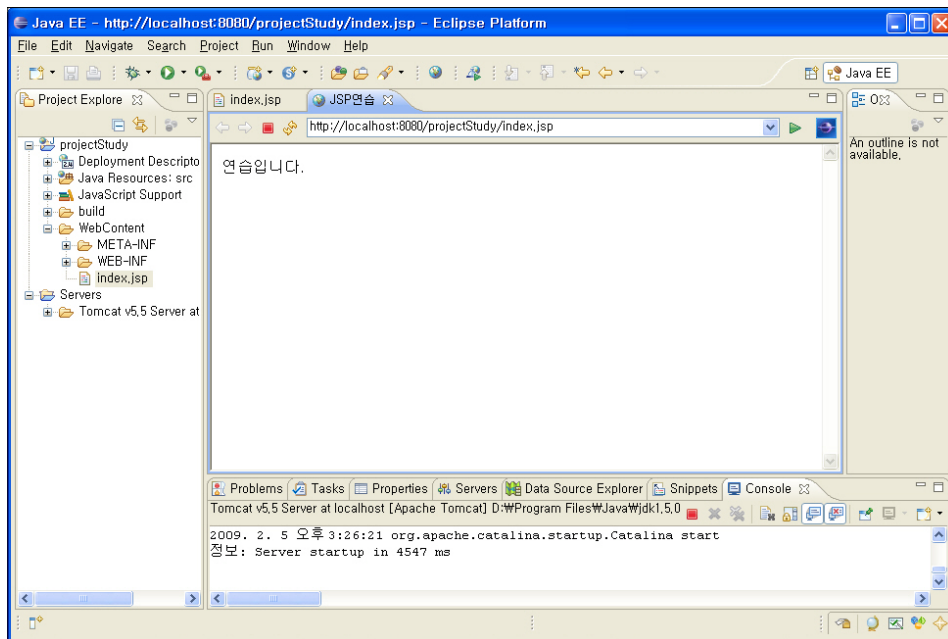 Java EE - http://localhost:8080/projectStudy/index.jsp - Eclipse Platform
File Edit Navigate Search Project Run Window Help
Java EE
Project Explore
index.jsp
JSP연습
O
http://localhost:8080/projectStudy/index.jsp
projectStudy
Deployment Descripto
Java Resources: src
JavaScript Support
build
WebContent
META-INF
WEB-INF
index.jsp
Servers
Tomcat v5.5 Server at
연습입니다.
An outline is not
available.
Problems Tasks Properties Servers Data Source Explorer Snippets Console
Tomcat v5.5 Server at localhost [Apache Tomcat] D:₩Program Files₩Java₩jdk1.5.0
2009. 2. 5 오후 3:26:21 org.apache.catalina.startup.Catalina start
정보: Server startup in 4547 ms